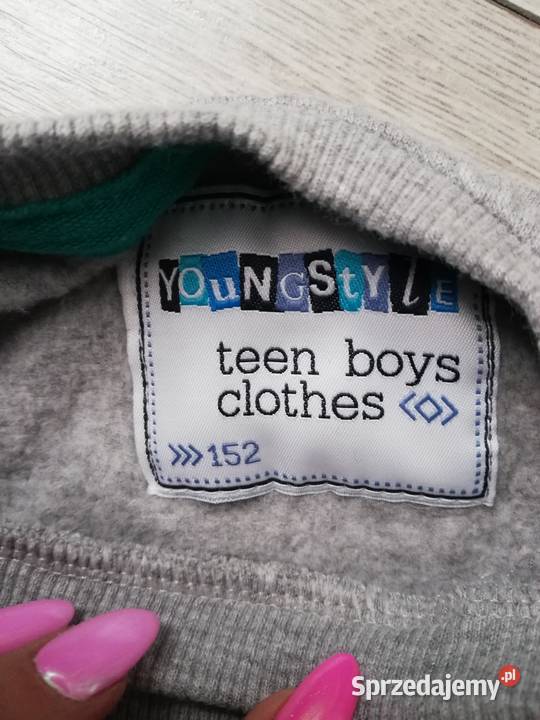 YOuNGStYlE
teen boys
clothes <o>
>>> 152
Sprzedajemy.pl